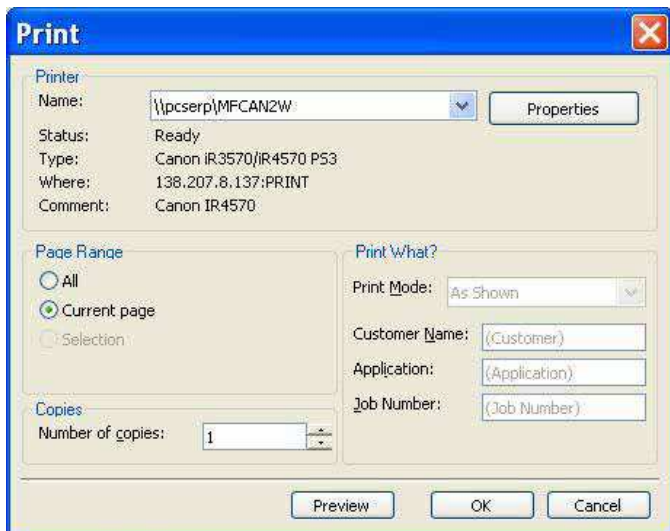 Print
Printer
Name: \\pcserp\MFCAN2W Properties
Status: Ready
Type: Canon iR3570/iR4570 PS3
Where: 138.207.8.137:PRINT
Comment: Canon IR4570
Page Range
All
Current page
Selection
Copies
Number of copies: 1
Print What?
Print Mode: As Shown
Customer Name: (Customer)
Application: (Application)
Job Number: (Job Number)
Preview OK Cancel